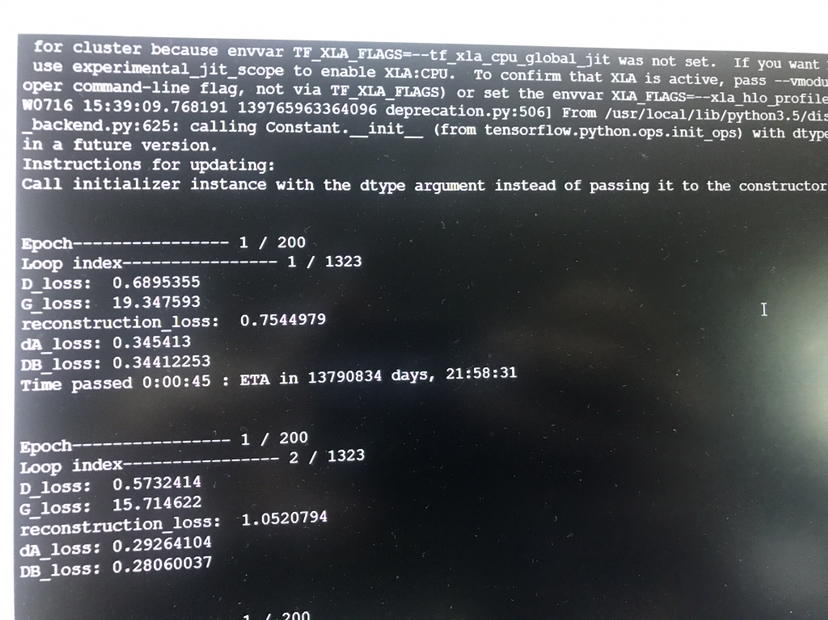 for cluster because envvar TF_XLA_FLAGS=--tf_xla_cpu_global_jit was not set. If you want
use experimental_jit_scope to enable XLA:CPU. To confirm that XLA is active, pass --vmodu
oper command-line flag, not via TF_XLA_FLAGS) or set the envvar XLA_FLAGS=--xla_hlo_profile
W0716 15:39:09.768191 139765963364096 deprecation.py:506] From /usr/local/lib/python3.5/dis
_backend.py:625: calling Constant.__init__ (from tensorflow.python.ops.init_ops) with dtype
in a future version.
Instructions for updating:
Call initializer instance with the dtype argument instead of passing it to the constructor
Epoch---------------- 1 / 200
Loop index---------------- 1 / 1323
D_loss: 0.6895355
G_loss: 19.347593
reconstruction_loss: 0.7544979
dA_loss: 0.345413
DB_loss: 0.34412253
Time passed 0:00:45 : ETA in 13790834 days, 21:58:31
Epoch---------------- 1 / 200
Loop index---------------- 2 / 1323
D_loss: 0.5732414
G_loss: 15.714622
reconstruction_loss: 1.0520794
dA_loss: 0.29264104
DB_loss: 0.28060037
1 / 200